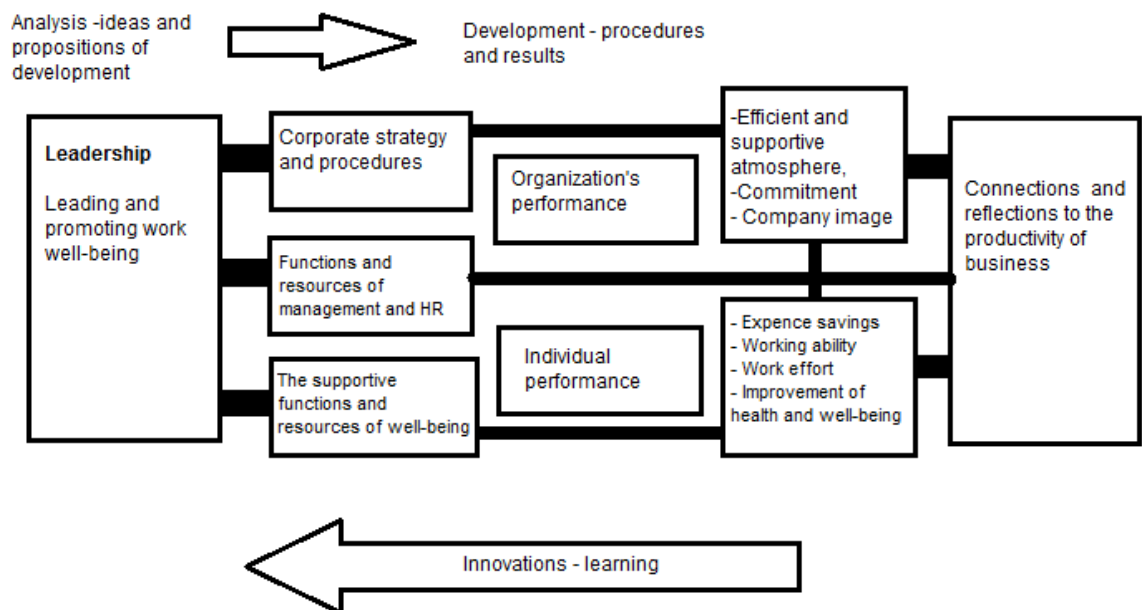 Analysis -ideas and
propositions of
development
Development - procedures
and results
Leadership
Leading and
promoting work
well-being
Corporate strategy
and procedures
Functions and
resources of
management and HR
The supportive
functions and
resources of well-being
Organization's
performance
Individual
performance
-Efficient and
supportive
atmosphere,
-Commitment
- Company image
- Expence savings
- Working ability
- Work effort
- Improvement of
health and well-being
Connections and
reflections to the
productivity of
business
Innovations - learning